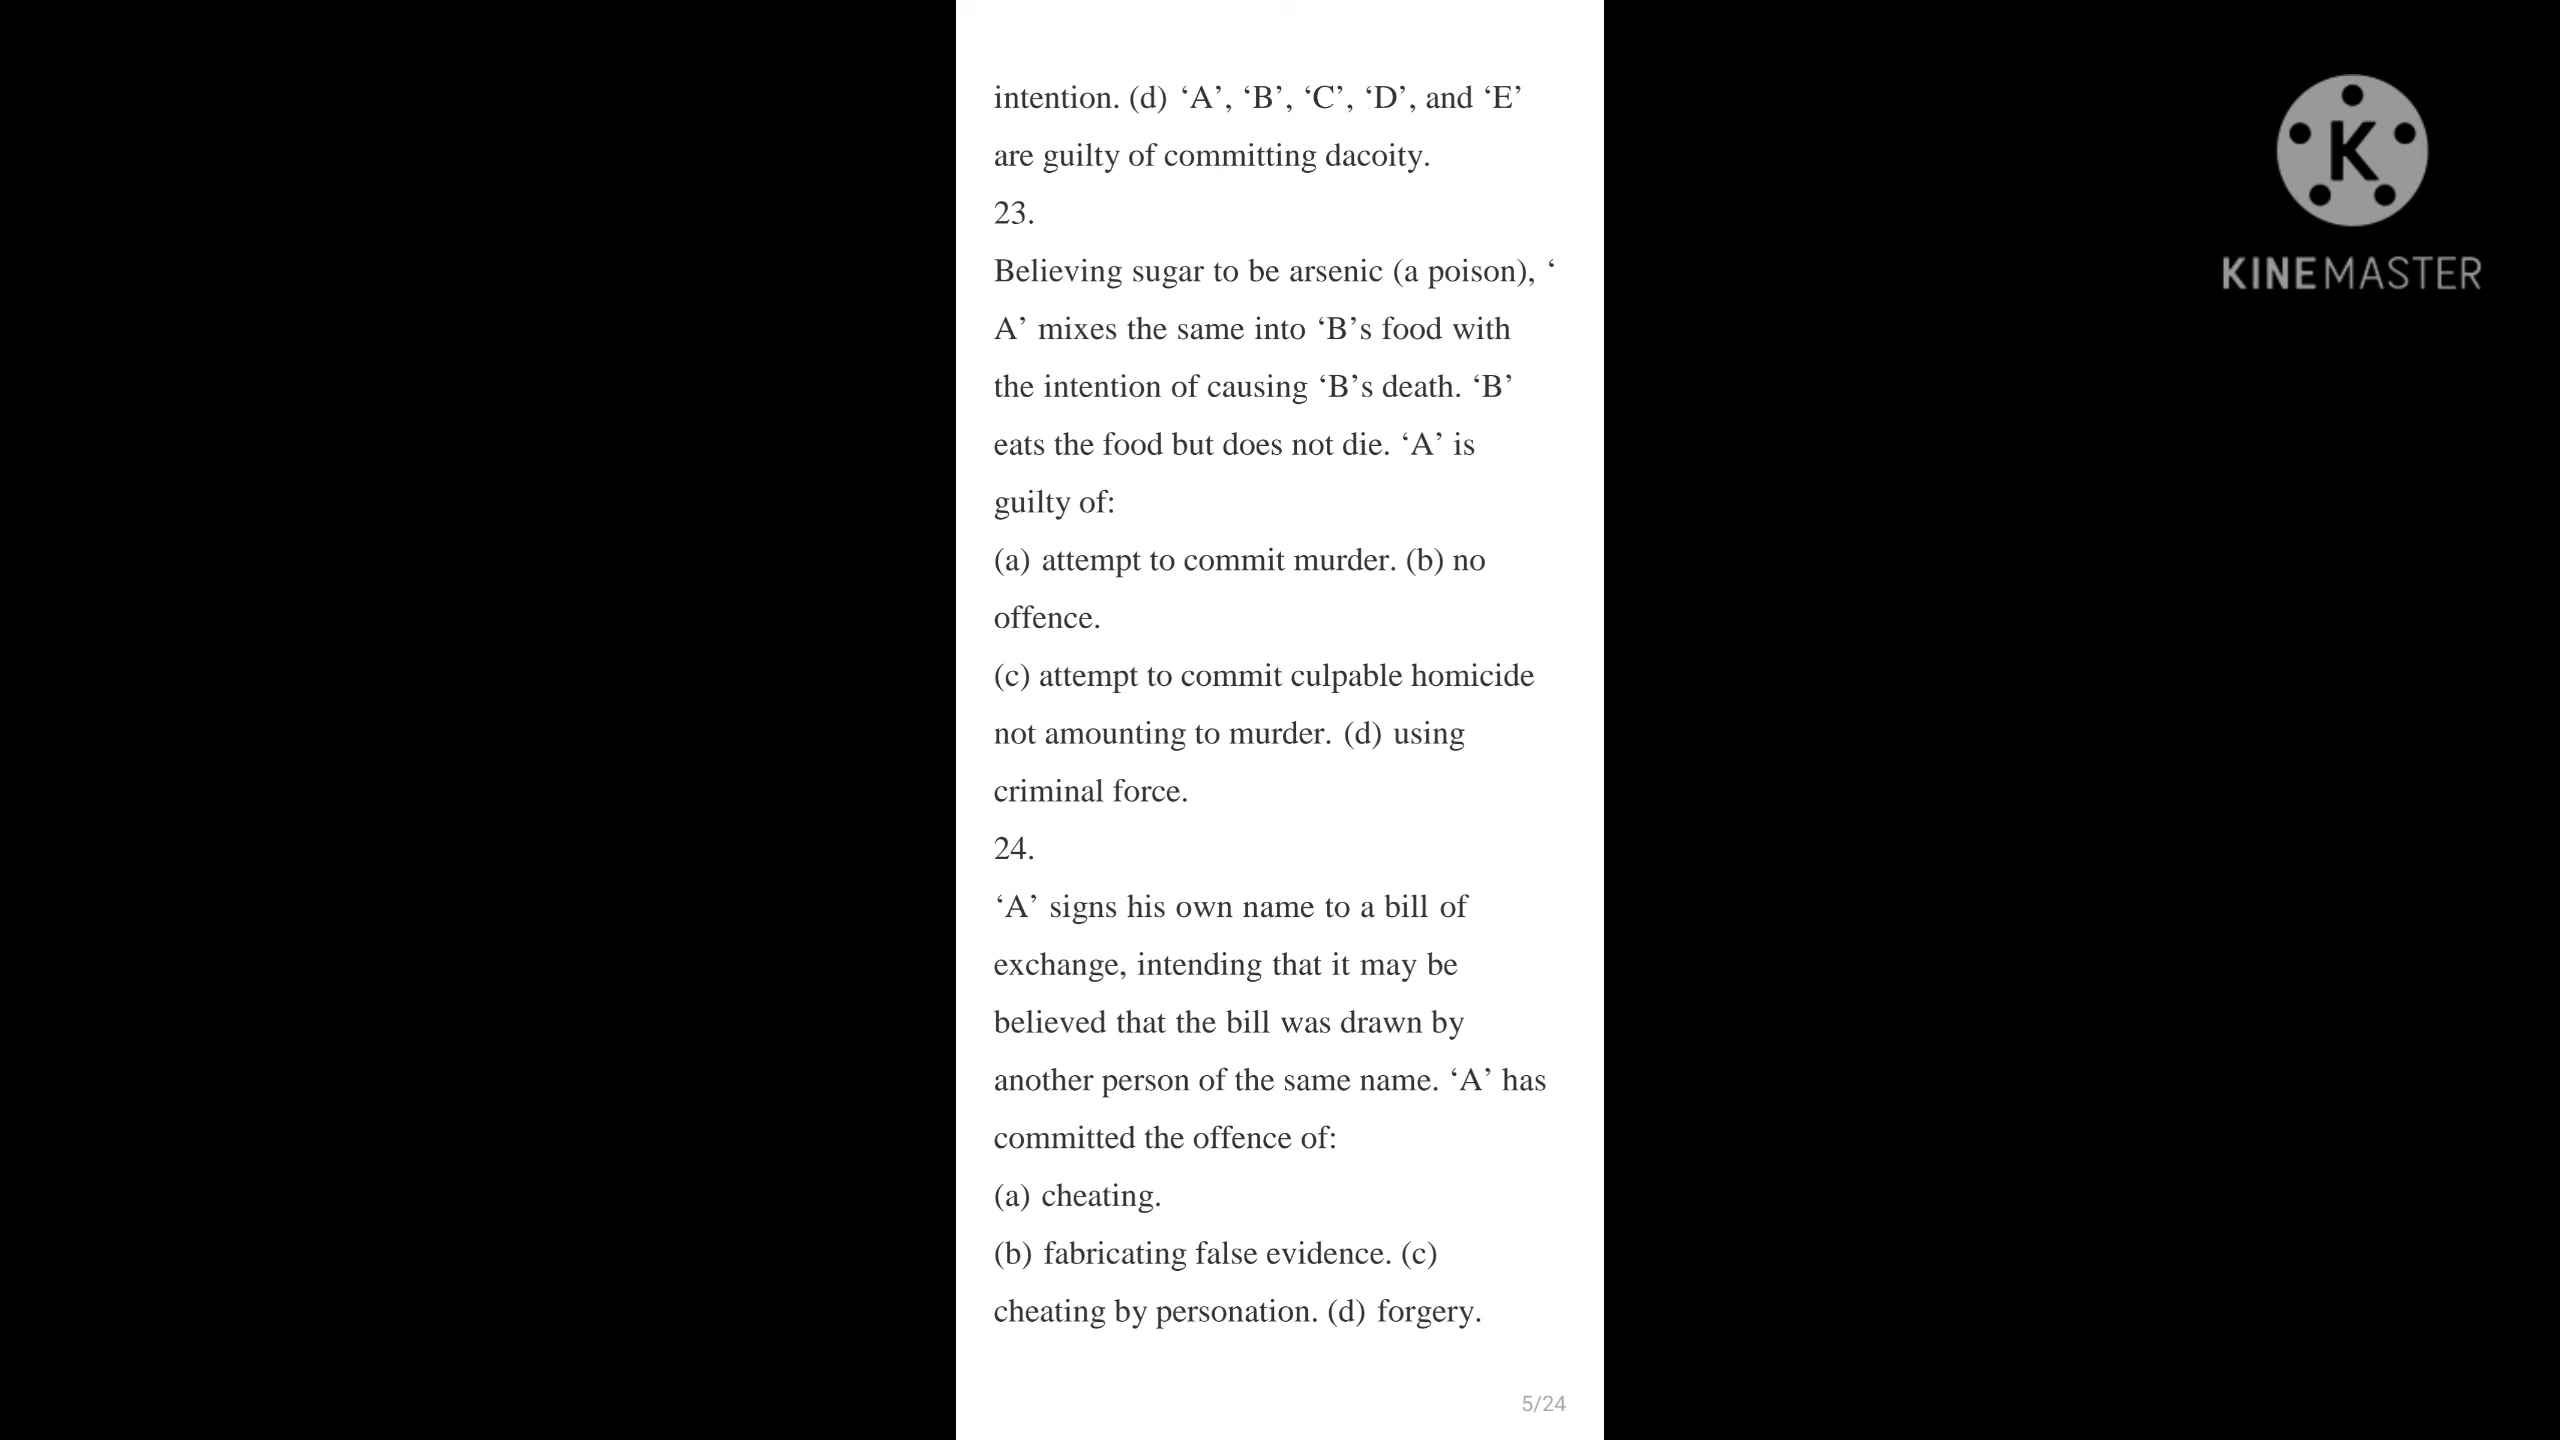 intention. (d) ‘A’, ‘B’, ‘C’, ‘D’, and ‘E’
are guilty of committing dacoity.
23.
Believing sugar to be arsenic (a poison), ‘
A’ mixes the same into ‘B’s food with
the intention of causing ‘B’s death. ‘B’
eats the food but does not die. ‘A’ is
guilty of:
(a) attempt to commit murder. (b) no
offence.
(c) attempt to commit culpable homicide
not amounting to murder. (d) using
criminal force.
24.
‘A’ signs his own name to a bill of
exchange, intending that it may be
believed that the bill was drawn by
another person of the same name. ‘A’ has
committed the offence of:
(a) cheating.
(b) fabricating false evidence. (c)
cheating by personation. (d) forgery.
5/24
K
KINEMASTER